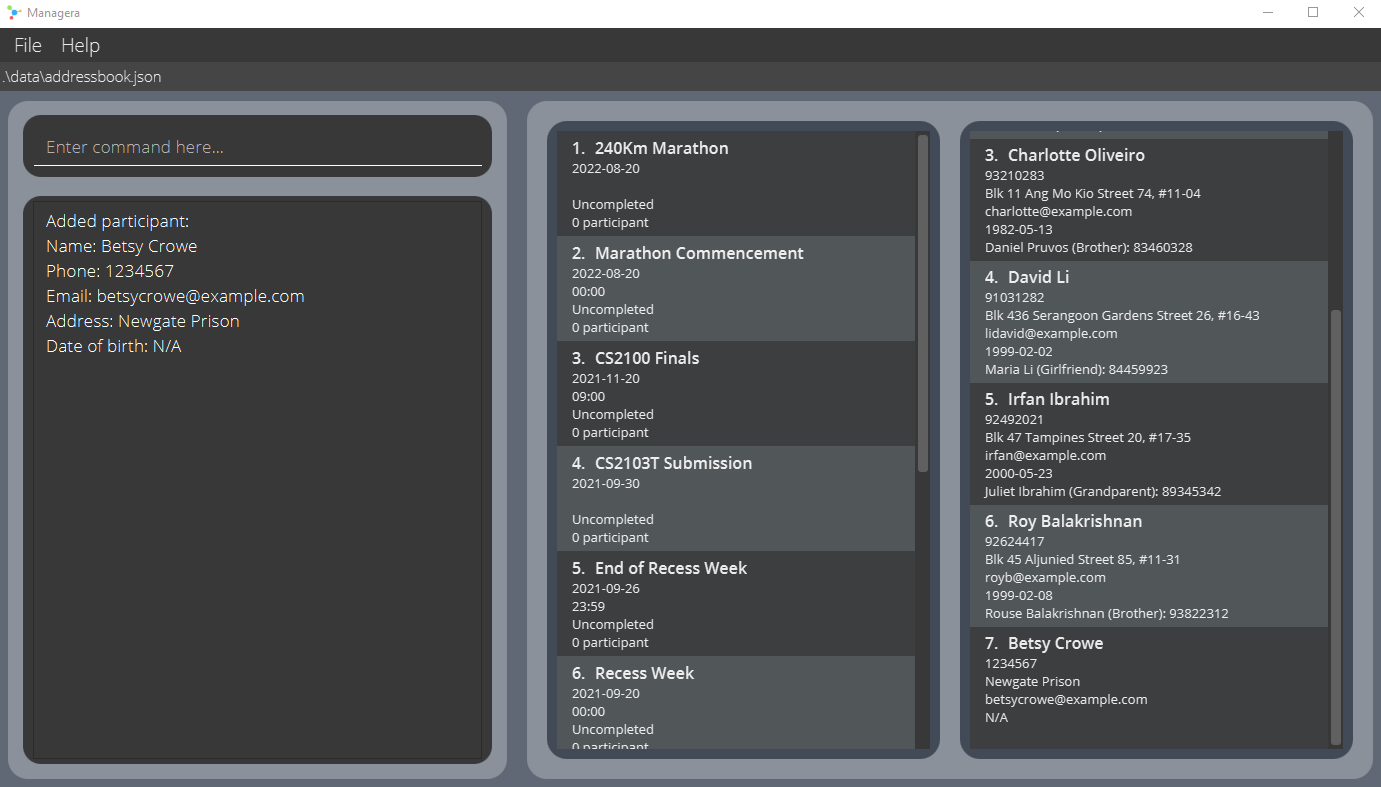 Managera
File Help
.\data\addressbook.json
Enter command here...
Added participant:
Name: Betsy Crowe
Phone: 1234567
Email: betsycrowe@example.com
Address: Newgate Prison
Date of birth: N/A
1. 240Km Marathon
2022-08-20
Uncompleted
0 participant
2. Marathon Commencement
2022-08-20
00:00
Uncompleted
0 participant
3. CS2100 Finals
2021-11-20
09:00
Uncompleted
0 participant
4. CS2103T Submission
2021-09-30
Uncompleted
0 participant
5. End of Recess Week
2021-09-26
23:59
Uncompleted
0 participant
6. Recess Week
2021-09-20
00:00
Uncompleted
0 participant
3. Charlotte Oliveiro
93210283
Blk 11 Ang Mo Kio Street 74, #11-04
charlotte@example.com
1982-05-13
Daniel Pruvos (Brother): 83460328
4. David Li
91031282
Blk 436 Serangoon Gardens Street 26, #16-43
lidavid@example.com
1999-02-02
Maria Li (Girlfriend): 84459923
5. Irfan Ibrahim
92492021
Blk 47 Tampines Street 20, #17-35
irfan@example.com
2000-05-23
Juliet Ibrahim (Grandparent): 89345342
6. Roy Balakrishnan
92624417
Blk 45 Aljunied Street 85, #11-31
royb@example.com
1999-02-08
Rouse Balakrishnan (Brother): 93822312
7. Betsy Crowe
1234567
Newgate Prison
betsycrowe@example.com
N/A